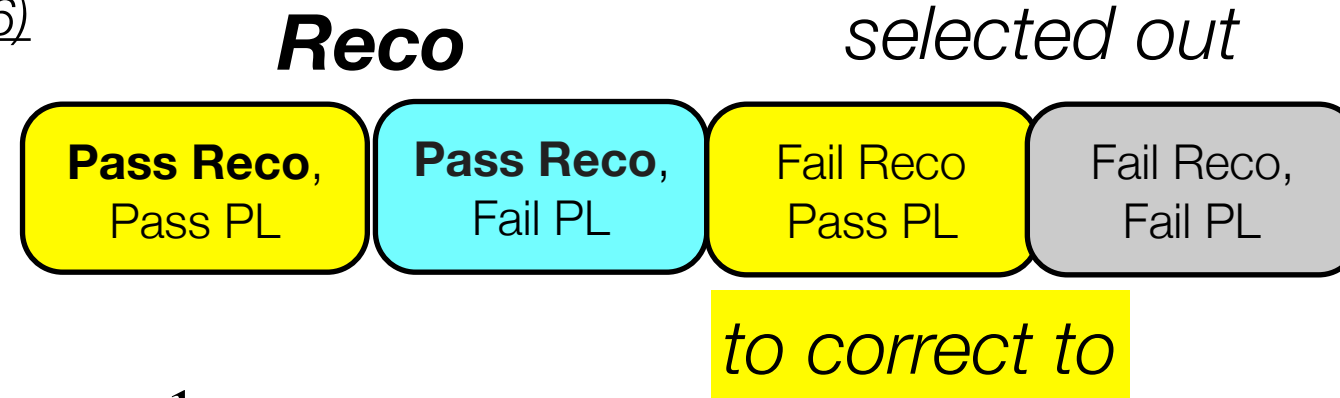 6)
Reco
selected out
Pass Reco,
Pass PL
Pass Reco,
Fail PL
Fail Reco
Pass PL
Fail Reco,
Fail PL
to correct to